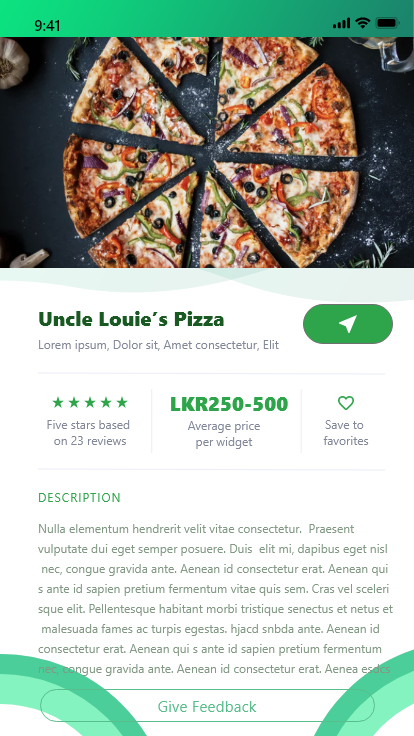 9:41
Uncle Louie's Pizza
Lorem ipsum, Dolor sit, Amet consectetur, Elit
Five stars based
on 23 reviews
LKR250-500
Average price
per widget
Save to
favorites
DESCRIPTION
Nulla elementum hendrerit velit vitae consectetur.  Praesent
vulputate dui eget semper posuere. Duis  elit mi, dapibus eget nisl
nec, congue gravida ante. Aenean id consectetur erat. Aenean qui
s ante id sapien pretium fermentum vitae quis sem. Cras vel sceleri
sque elit. Pellentesque habitant morbi tristique senectus et netus et
malesuada fames ac turpis egestas. hjacd snbda ante. Aenean id
consectetur erat. Aenean qui s ante id sapien pretium fermentum
nec, congue gravida ante. Aenean id consectetur erat. Aenea esdcs
Give Feedback